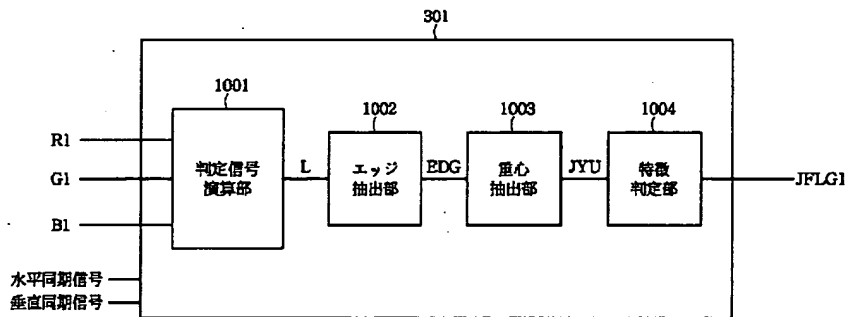 301
1001
1002
1003
1004
R1
G1
B1
判定信号
演算部
L
エッジ
抽出部
EDG
重心
抽出部
JYU
特徴
判定部
JFLG1
水平同期信号
垂直同期信号